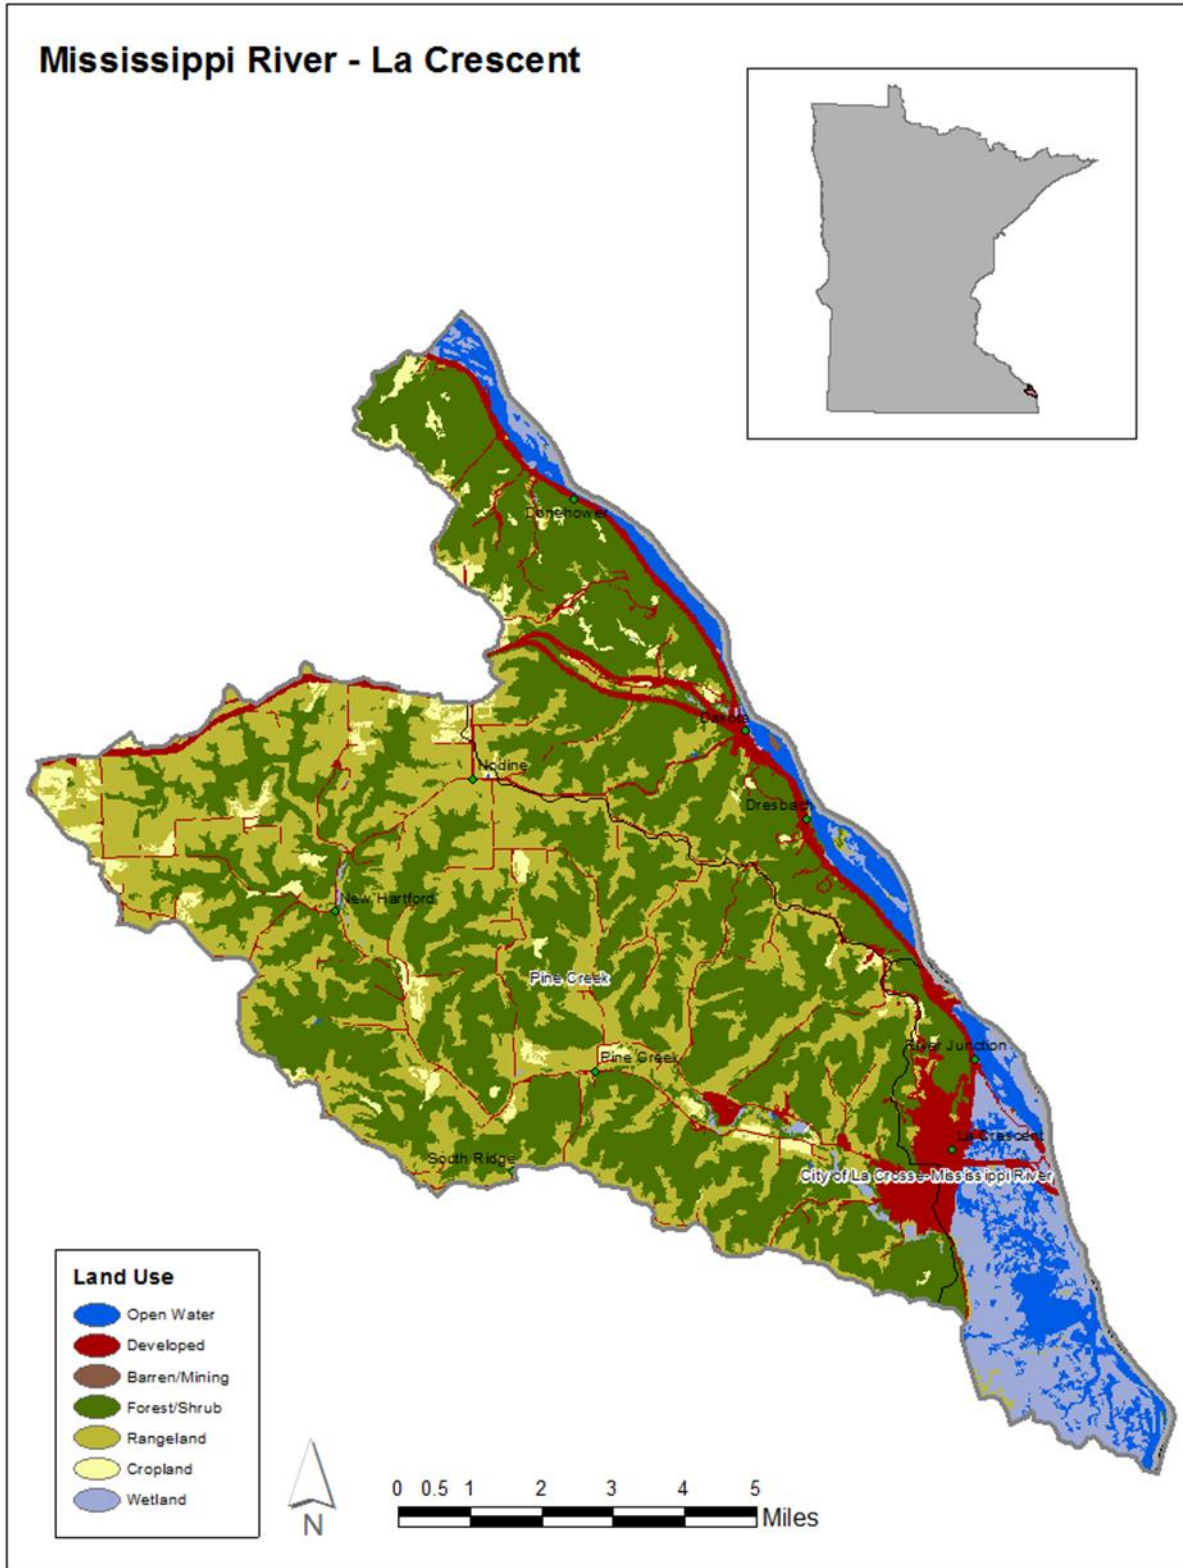 Mississippi River - La Crescent
Donehower
Dakota
Nodine
Dresbach
New Hartford
Pine Creek
River Junction
Pine Creek
La Crescent
South Ridge
City of La Crosse-Mississippi River
Land Use
Open Water
Developed
Barren/Mining
Forest/Shrub
Rangeland
Cropland
Wetland
N
0 0.5 1 2 3 4 5
Miles